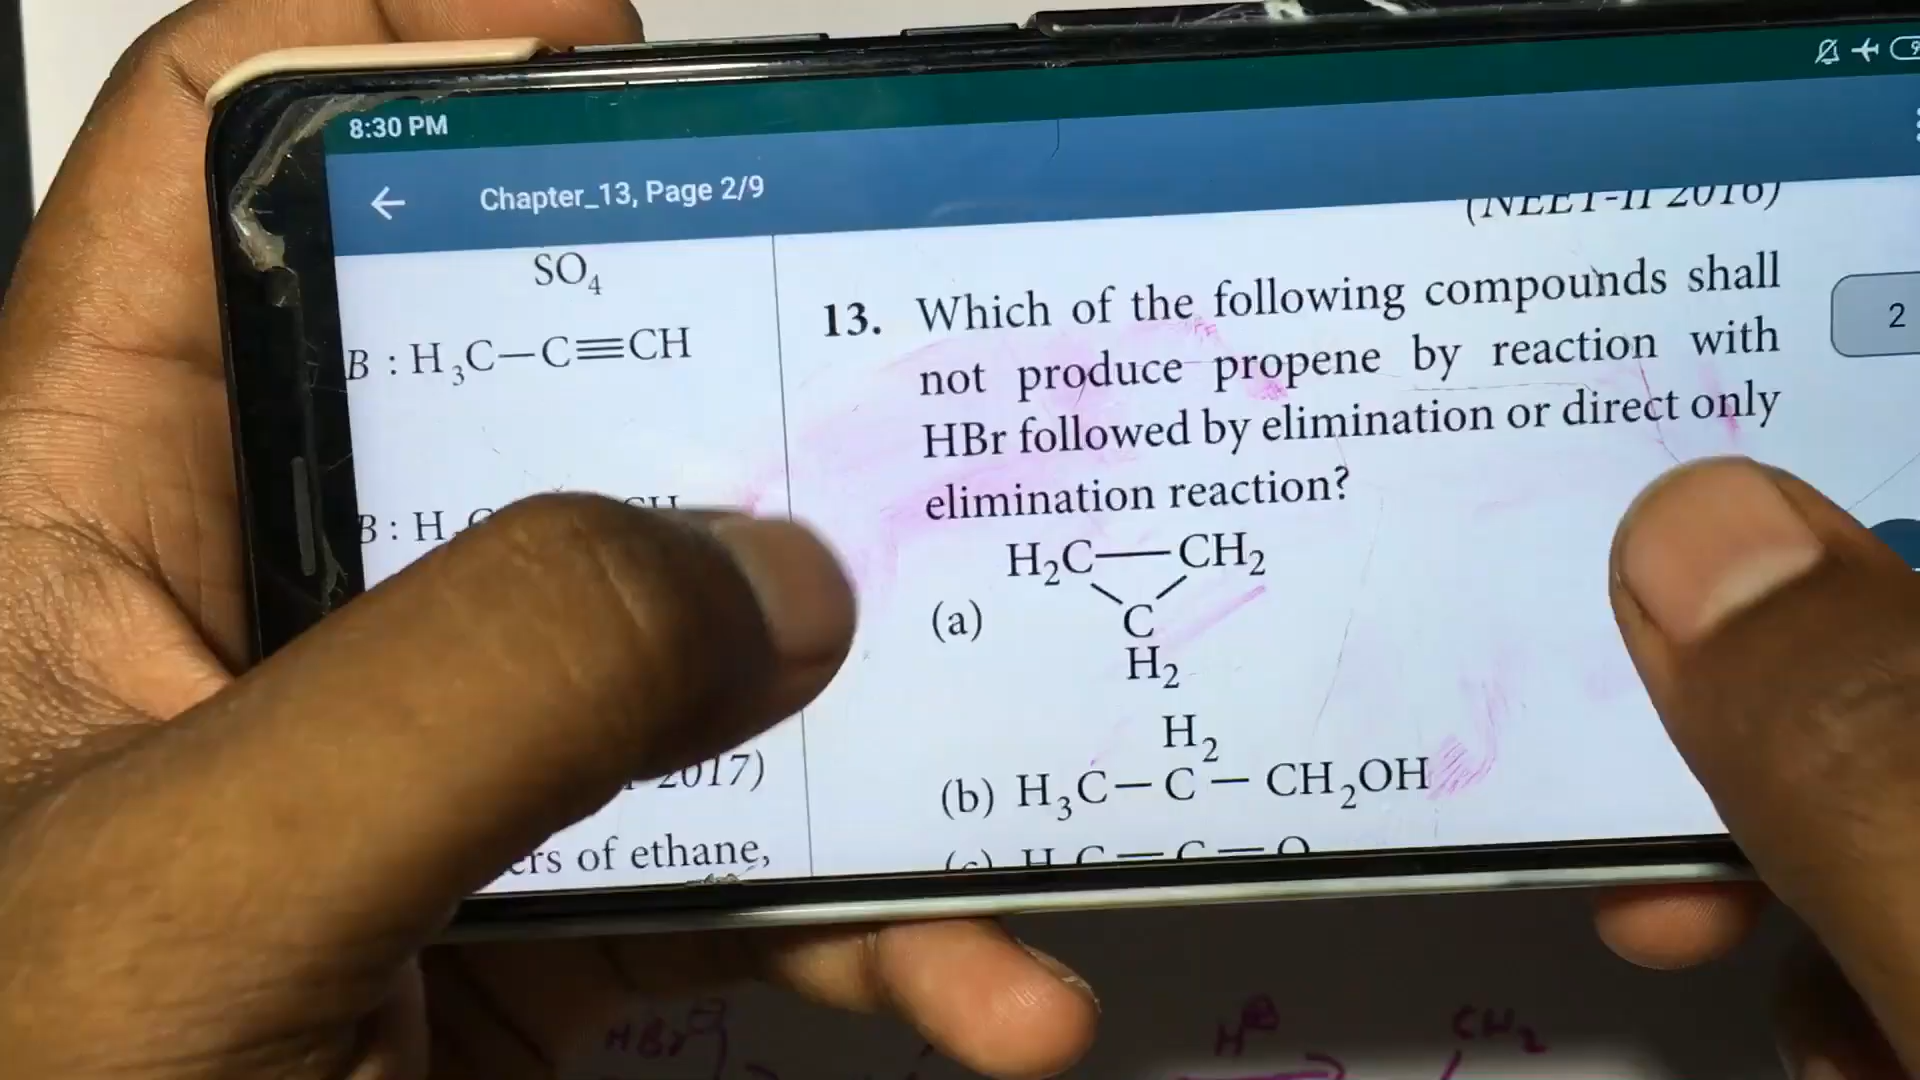 8:30 PM
Chapter_13, Page 2/9
SO4
B : H3C−C≡CH
B : H
2017)
of ethane,
(NEET-II 2016)
13. Which of the following compounds shall
not produce propene by reaction with
HBr followed by elimination or direct only
elimination reaction?
H2C—CH2
(a) C
H2
H2
(b) H3C−C−CH2OH
(c) H C−C−O
2
HBr
H⊕
CH2